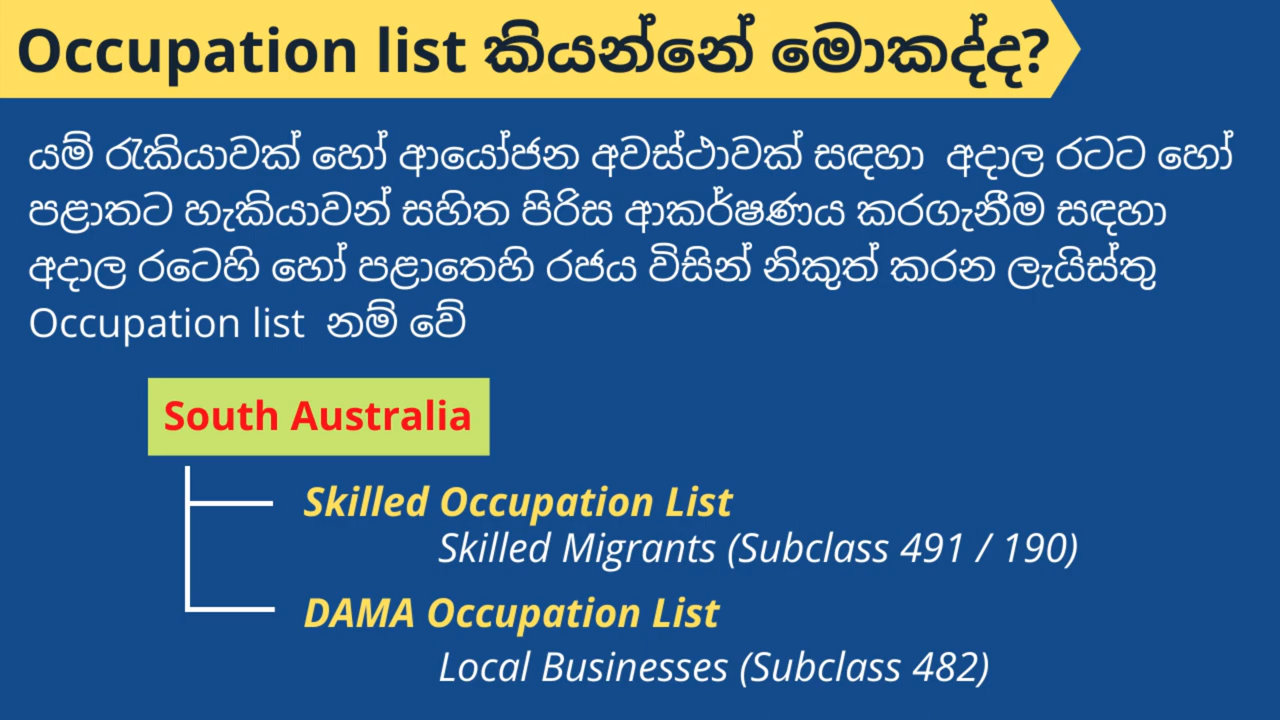 Occupation list කියන්නේ මොකද්ද?
යම් රැකියාවක් හෝ ආයෝජන අවස්ථාවක් සඳහා අදාල රටට හෝ
පළාතට හැකියාවන් සහිත පිරිස ආකර්ෂණය කරගැනීම සඳහා
අදාල රටෙහි හෝ පළාතෙහි රජය විසින් නිකුත් කරන ලැයිස්තු
Occupation list නම් වේ
South Australia
Skilled Occupation List
Skilled Migrants (Subclass 491 / 190)
DAMA Occupation List
Local Businesses (Subclass 482)